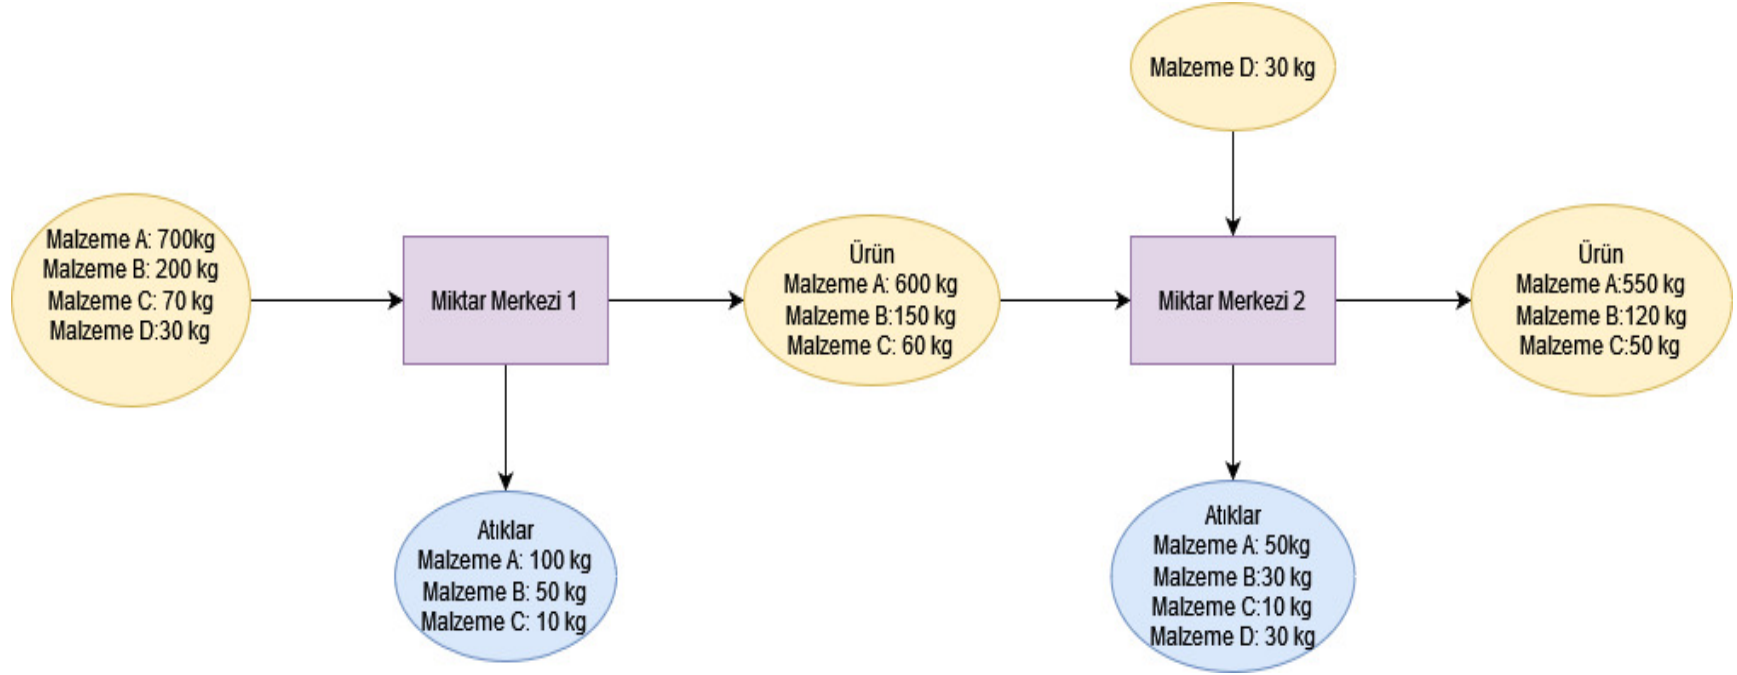 Malzeme D: 30 kg
Malzeme A: 700kg
Malzeme B: 200 kg
Malzeme C: 70 kg
Malzeme D:30 kg
Miktar Merkezi 1
Ürün
Malzeme A: 600 kg
Malzeme B:150 kg
Malzeme C: 60 kg
Miktar Merkezi 2
Ürün
Malzeme A:550 kg
Malzeme B:120 kg
Malzeme C:50 kg
Atıklar
Malzeme A: 100 kg
Malzeme B: 50 kg
Malzeme C: 10 kg
Atıklar
Malzeme A: 50kg
Malzeme B:30 kg
Malzeme C:10 kg
Malzeme D: 30 kg